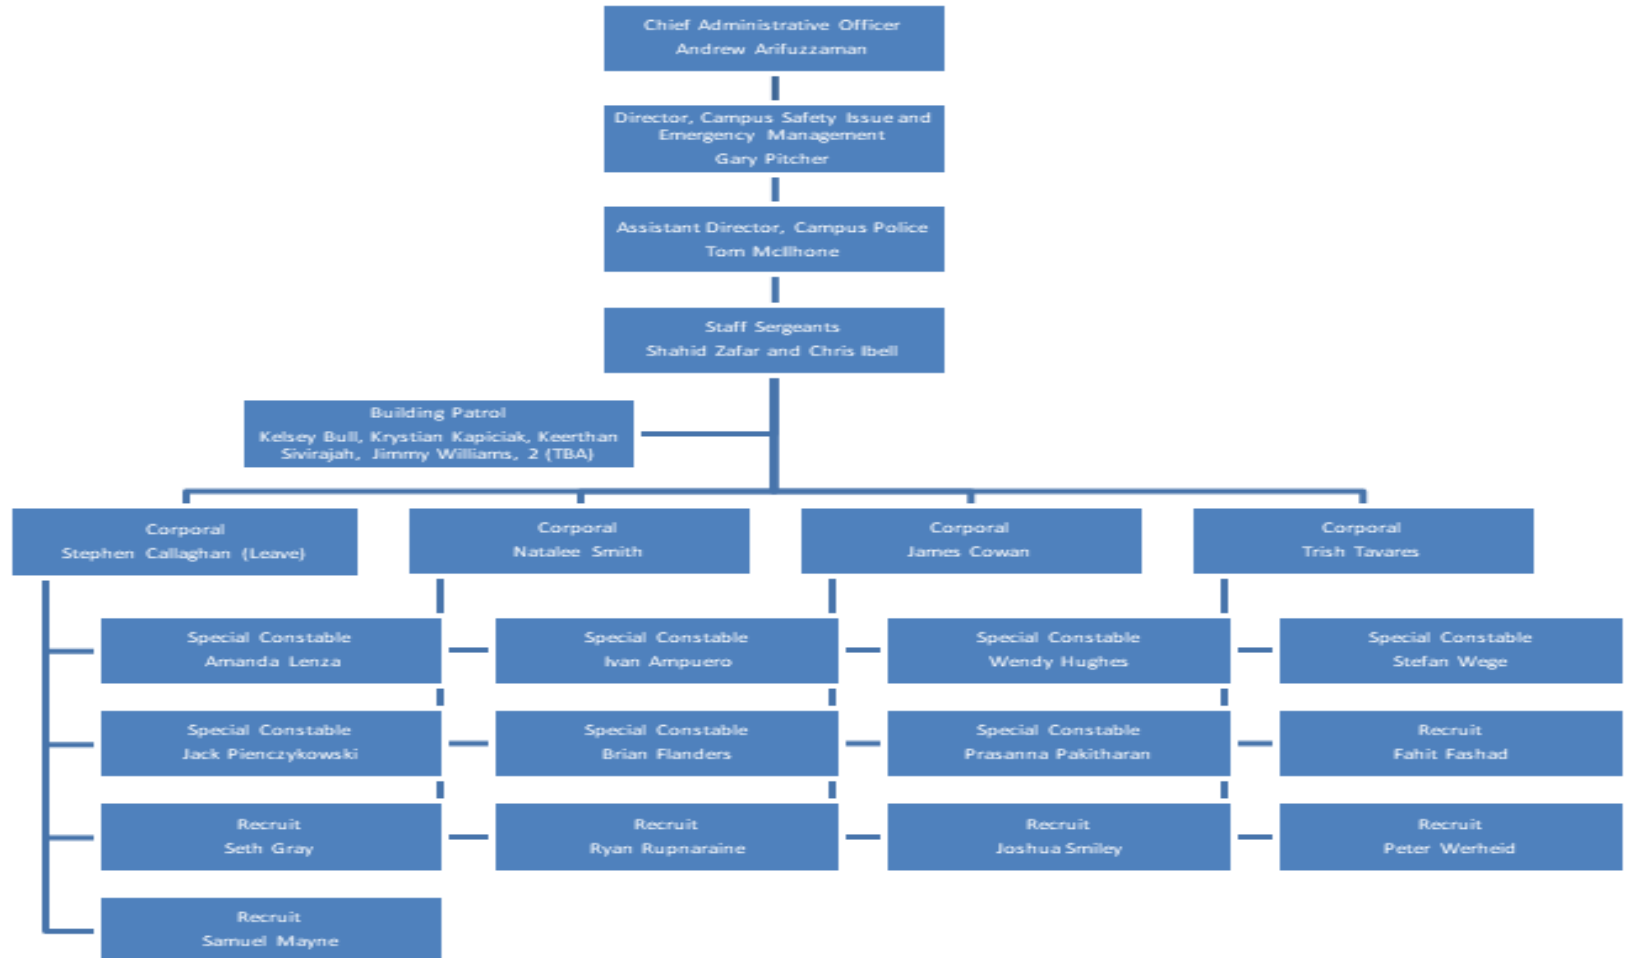 Chief Administrative Officer
Andrew Arifuzzaman
Director, Campus Safety Issue and
Emergency Management
Gary Pitcher
Assistant Director, Campus Police
Tom McIlhone
Staff Sergeants
Shahid Zafar and Chris Ibell
Building Patrol
Kelsey Bull, Krystian Kapiciak, Keerthan
Sivirajah, Jimmy Williams, 2 (TBA)
Corporal
Stephen Callaghan (Leave)
Corporal
Natalee Smith
Corporal
James Cowan
Corporal
Trish Tavares
Special Constable
Amanda Lenza
Special Constable
Ivan Ampuero
Special Constable
Wendy Hughes
Special Constable
Stefan Wege
Special Constable
Jack Pienczykowski
Special Constable
Brian Flanders
Special Constable
Prasanna Pakitharan
Recruit
Fahit Fashad
Recruit
Seth Gray
Recruit
Ryan Rupnaraine
Recruit
Joshua Smiley
Recruit
Peter Werheid
Recruit
Samuel Mayne